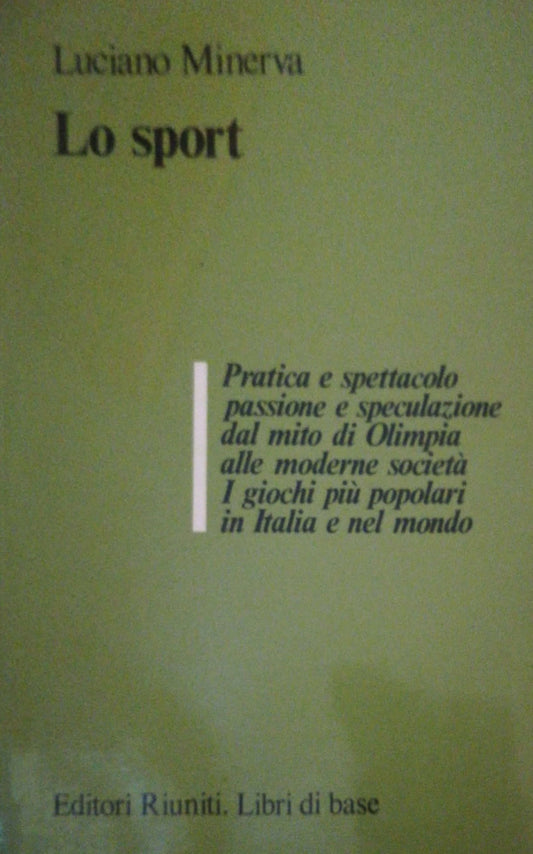 Luciano Minerva
Lo sport
Pratica e spettacolo
passione e speculazione
dal mito di Olimpia
alle moderne società
I giochi più popolari
in Italia e nel mondo
Editori Riuniti. Libri di base